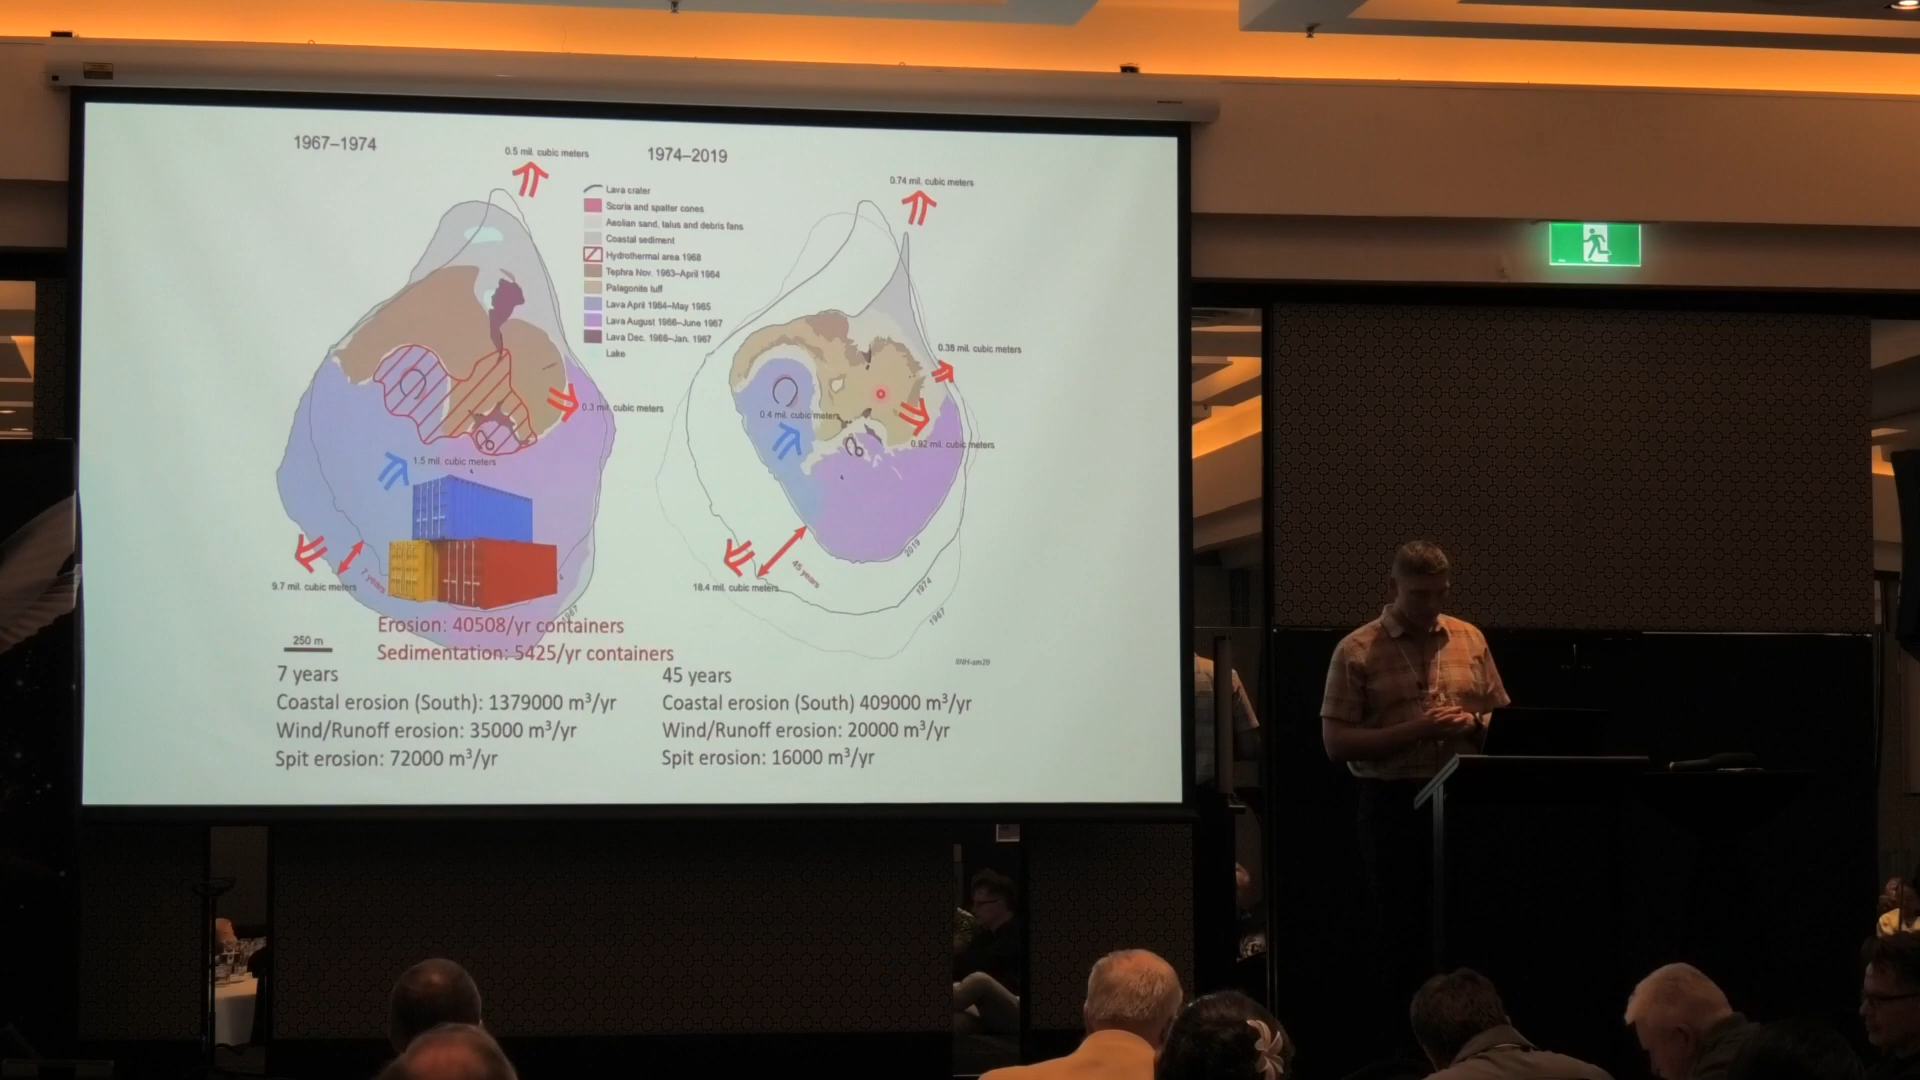 1967–1974
0.5 mil. cubic meters
1974–2019
0.74 mil. cubic meters
Lava crater
Scoria and spatter cones
Aeolian sand, talus and debris fans
Coastal sediment
Hydrothermal area 1968
Tephra Nov. 1963–April 1964
Palagonite tuff
Lava April 1964–May 1965
Lava August 1966–June 1967
Lava Dec. 1966–Jan. 1967
Lake
0.38 mil. cubic meters
0.3 mil. cubic meters
0.4 mil. cubic meters
0.92 mil. cubic meters
1.5 mil. cubic meters
7 years
9.7 mil. cubic meters
45 years
18.4 mil. cubic meters
2019
1974
1967
Erosion: 40508/yr containers
Sedimentation: 5425/yr containers
250 m
7 years
Coastal erosion (South): 1379000 m³/yr
Wind/Runoff erosion: 35000 m³/yr
Spit erosion: 72000 m³/yr
45 years
Coastal erosion (South) 409000 m³/yr
Wind/Runoff erosion: 20000 m³/yr
Spit erosion: 16000 m³/yr